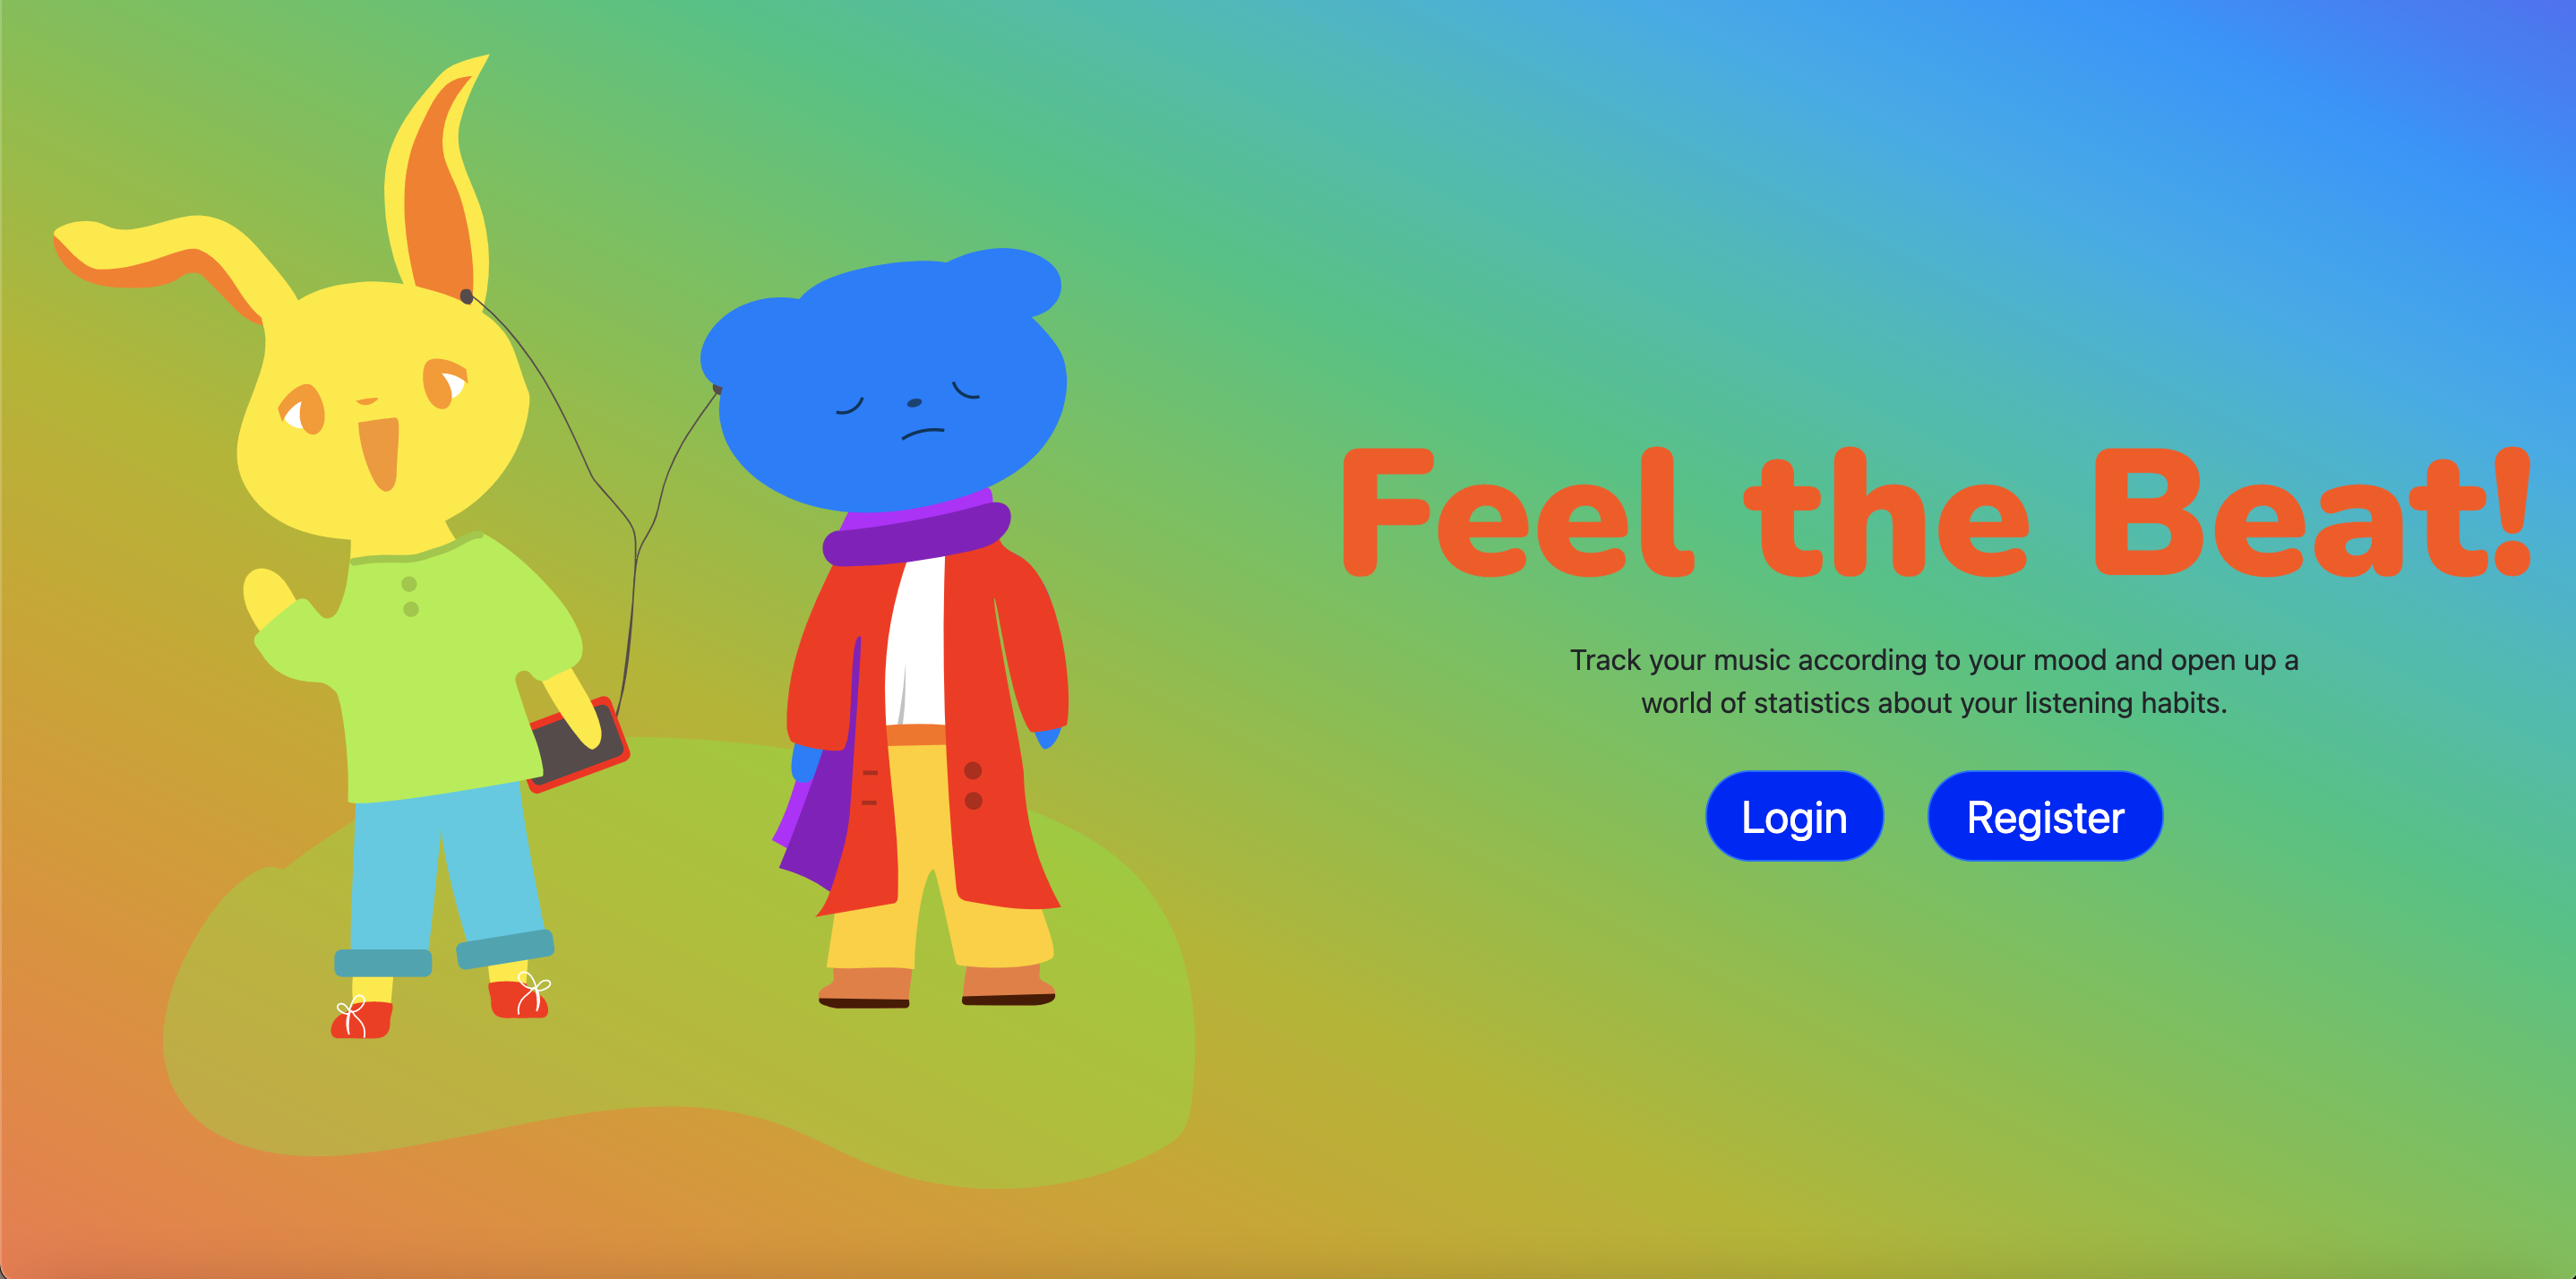 Feel the Beat!
Track your music according to your mood and open up a
world of statistics about your listening habits.
Login
Register